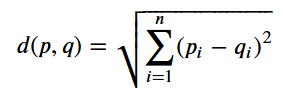 d(p, q) = √(∑_{i=1}^{n} (p_i − q_i)²)